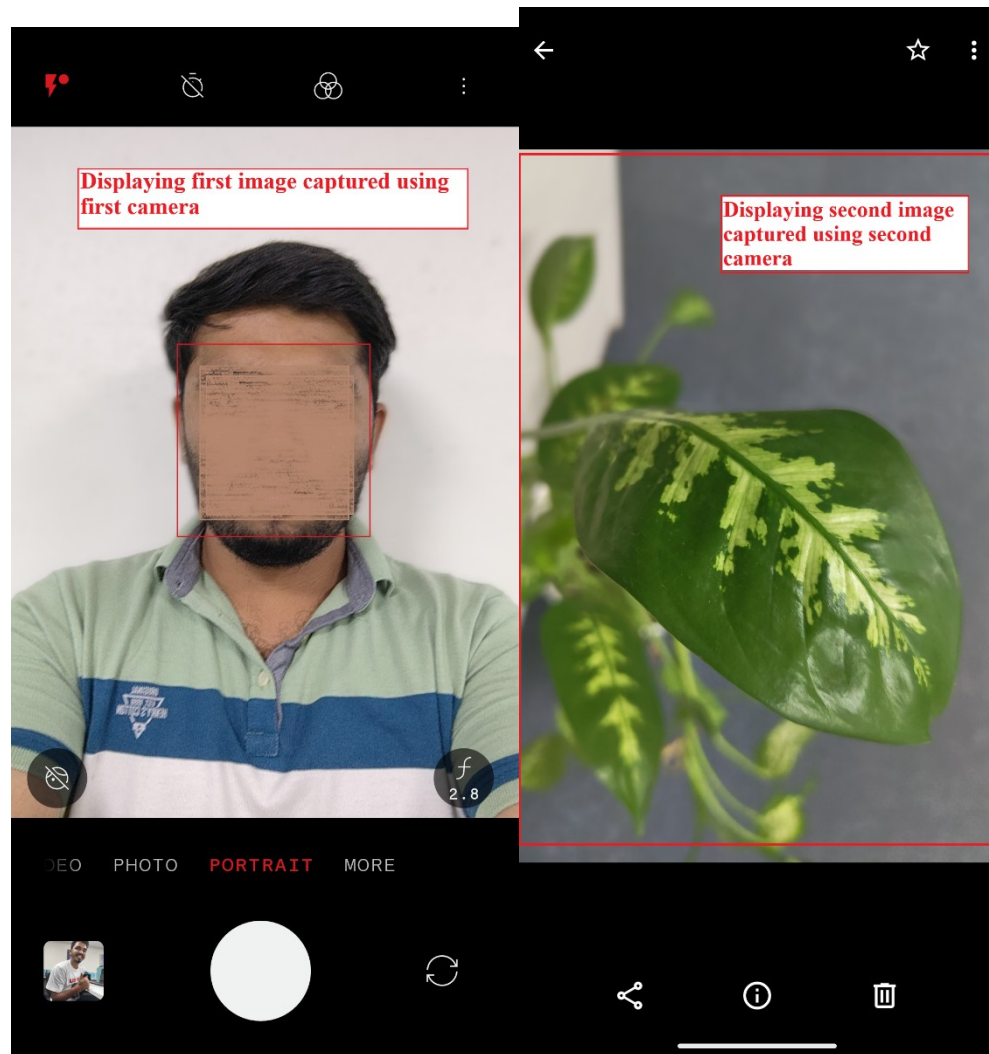 Displaying first image captured using
first camera
Displaying second image
captured using second
camera
f
2.8
DEO
PHOTO
PORTRAIT
MORE